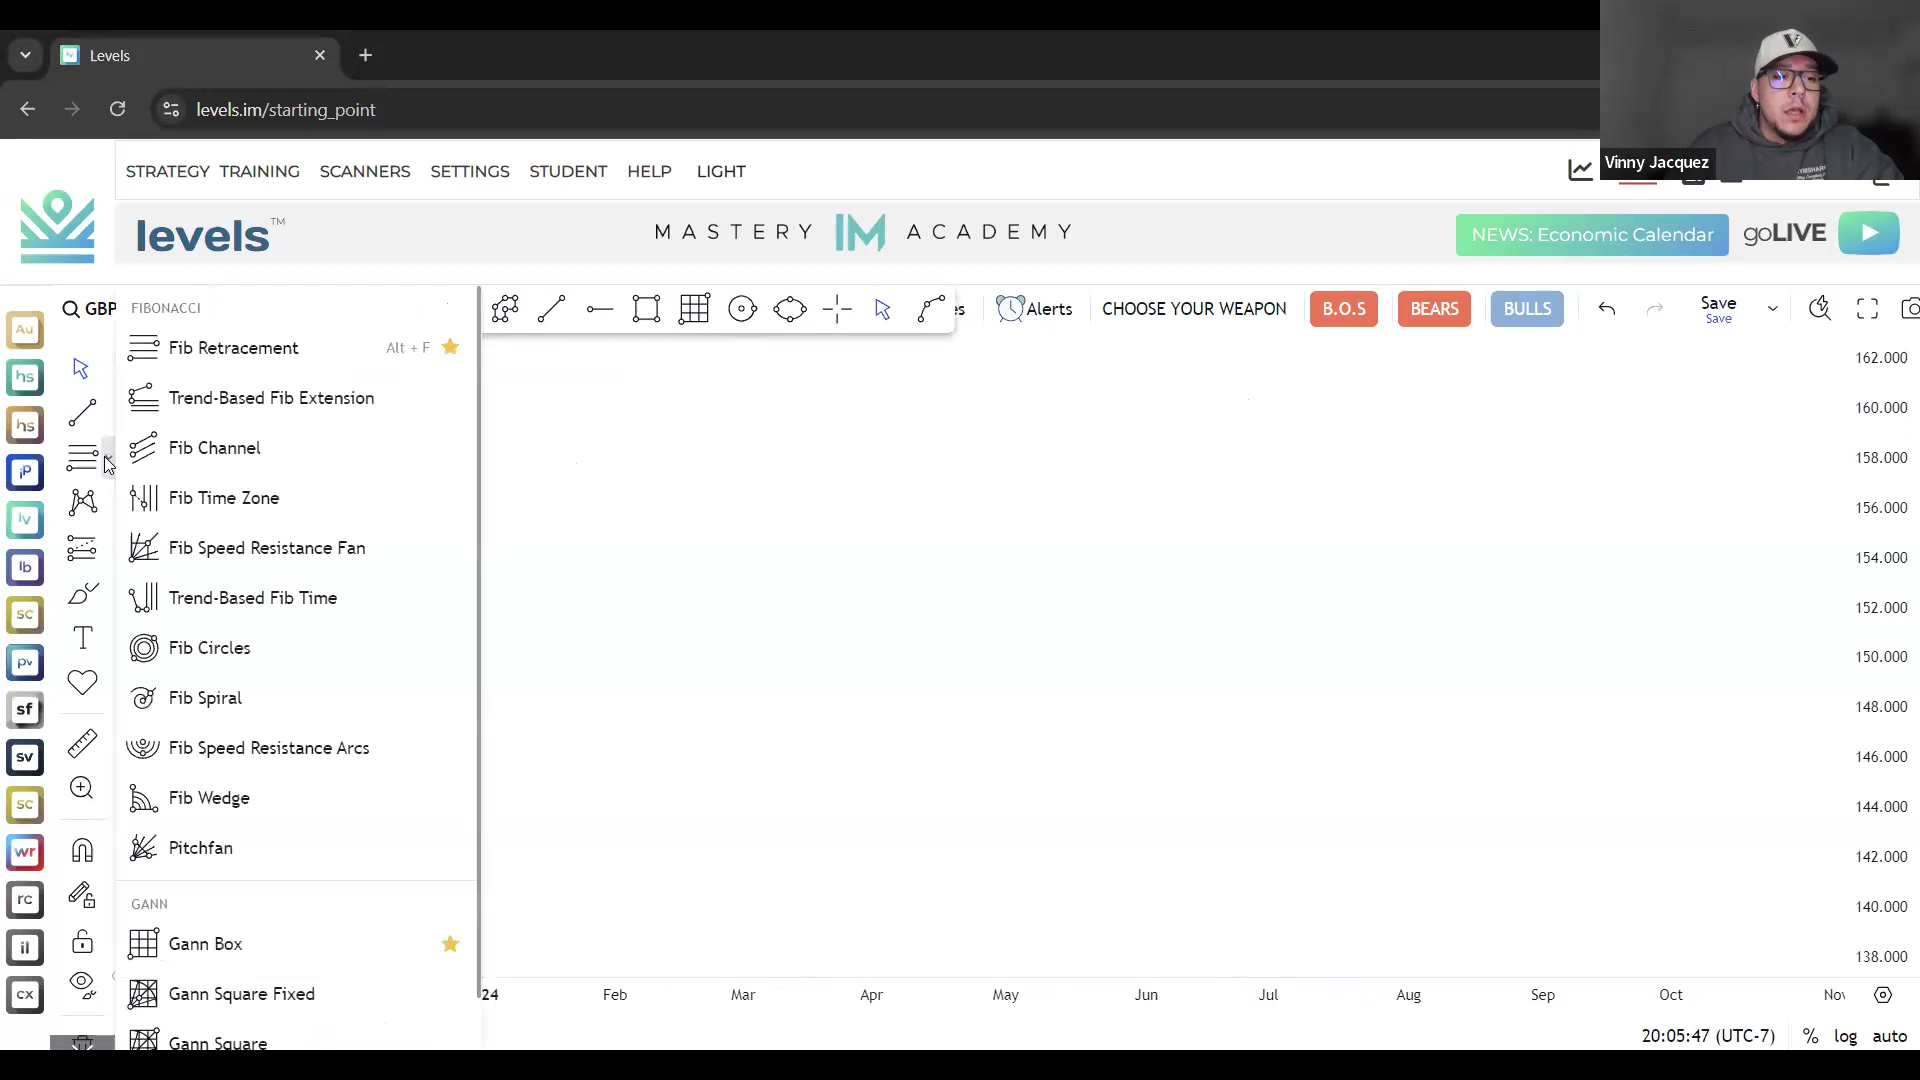 Levels
levels.im/starting_point
Vinny Jacquez
STRATEGY TRAINING SCANNERS SETTINGS STUDENT HELP LIGHT
levels™
MASTERY IM ACADEMY
NEWS: Economic Calendar
goLIVE
GBP
FIBONACCI
Alerts
CHOOSE YOUR WEAPON
B.O.S
BEARS
BULLS
Save
Save
Fib Retracement Alt + F
Trend-Based Fib Extension
Fib Channel
Fib Time Zone
Fib Speed Resistance Fan
Trend-Based Fib Time
Fib Circles
Fib Spiral
Fib Speed Resistance Arcs
Fib Wedge
Pitchfan
GANN
Gann Box
Gann Square Fixed
Gann Square
Au
hs
hs
iP
lv
lb
sc
pv
sf
sv
sc
wr
rc
il
cx
162.000
160.000
158.000
156.000
154.000
152.000
150.000
148.000
146.000
144.000
142.000
140.000
138.000
24 Feb Mar Apr May Jun Jul Aug Sep Oct Nov
20:05:47 (UTC-7) % log auto